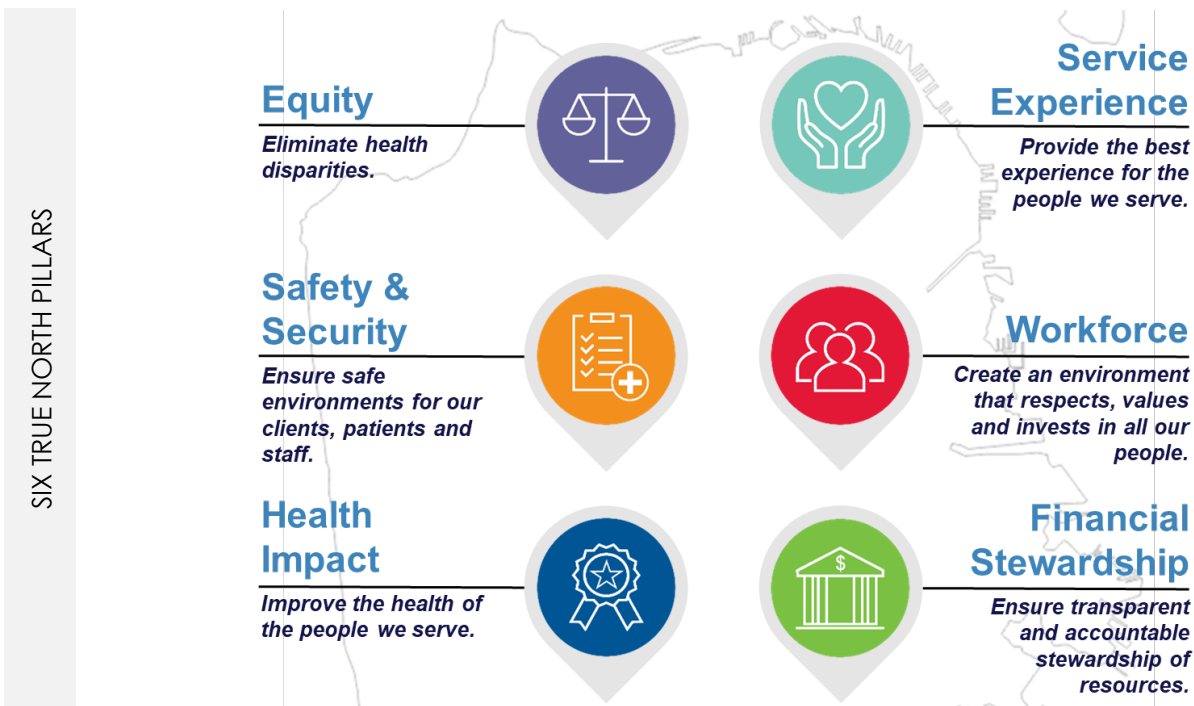 SIX TRUE NORTH PILLARS
Equity
Eliminate health
disparities.
Service
Experience
Provide the best
experience for the
people we serve.
Safety &
Security
Ensure safe
environments for our
clients, patients and
staff.
Workforce
Create an environment
that respects, values
and invests in all our
people.
Health
Impact
Improve the health of
the people we serve.
$
Financial
Stewardship
Ensure transparent
and accountable
stewardship of
resources.